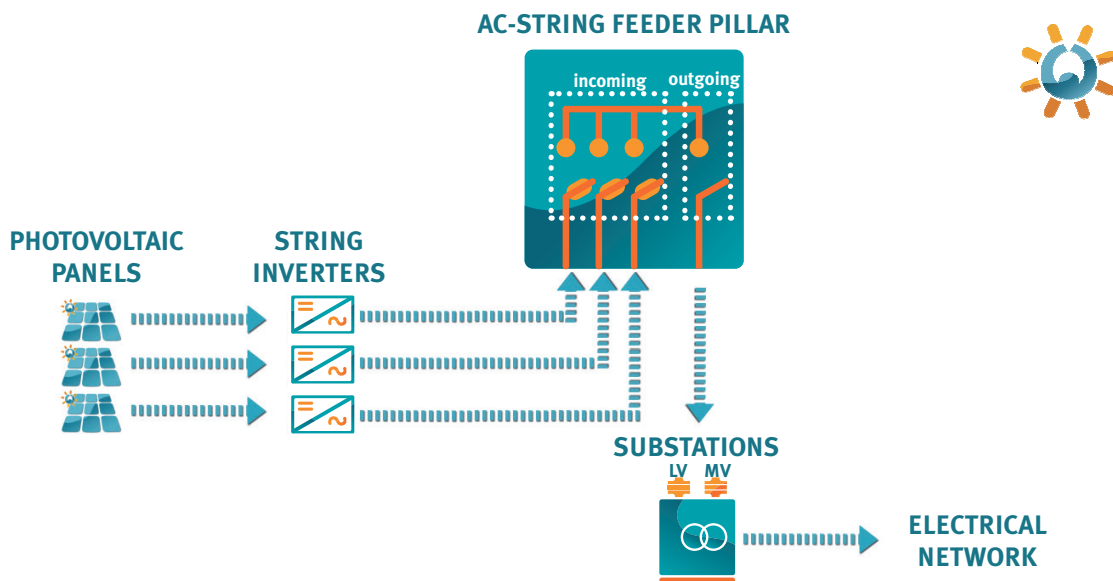 AC-STRING FEEDER PILLAR
incoming
outgoing
PHOTOVOLTAIC
PANELS
STRING
INVERTERS
SUBSTATIONS
LV
MV
ELECTRICAL
NETWORK